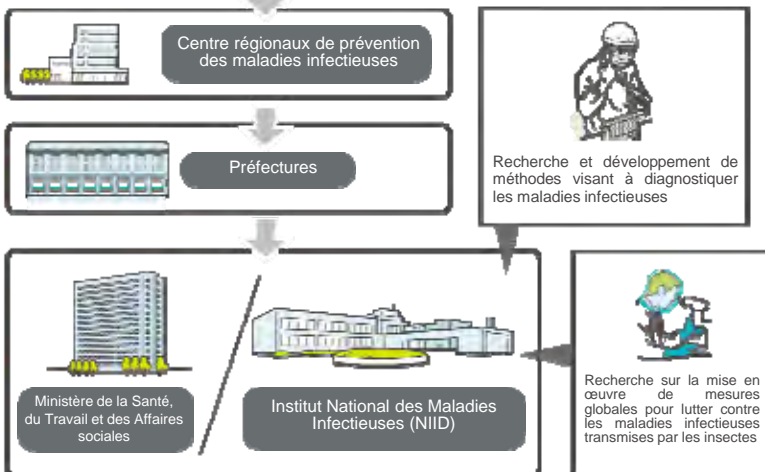 Centre régionaux de prévention
des maladies infectieuses
Préfectures
Recherche et développement de
méthodes visant à diagnostiquer
les maladies infectieuses
Ministère de la Santé,
du Travail et des Affaires
sociales
Institut National des Maladies
Infectieuses (NIID)
Recherche sur la mise en
œuvre de mesures
globales pour lutter contre
les maladies infectieuses
transmises par les insectes